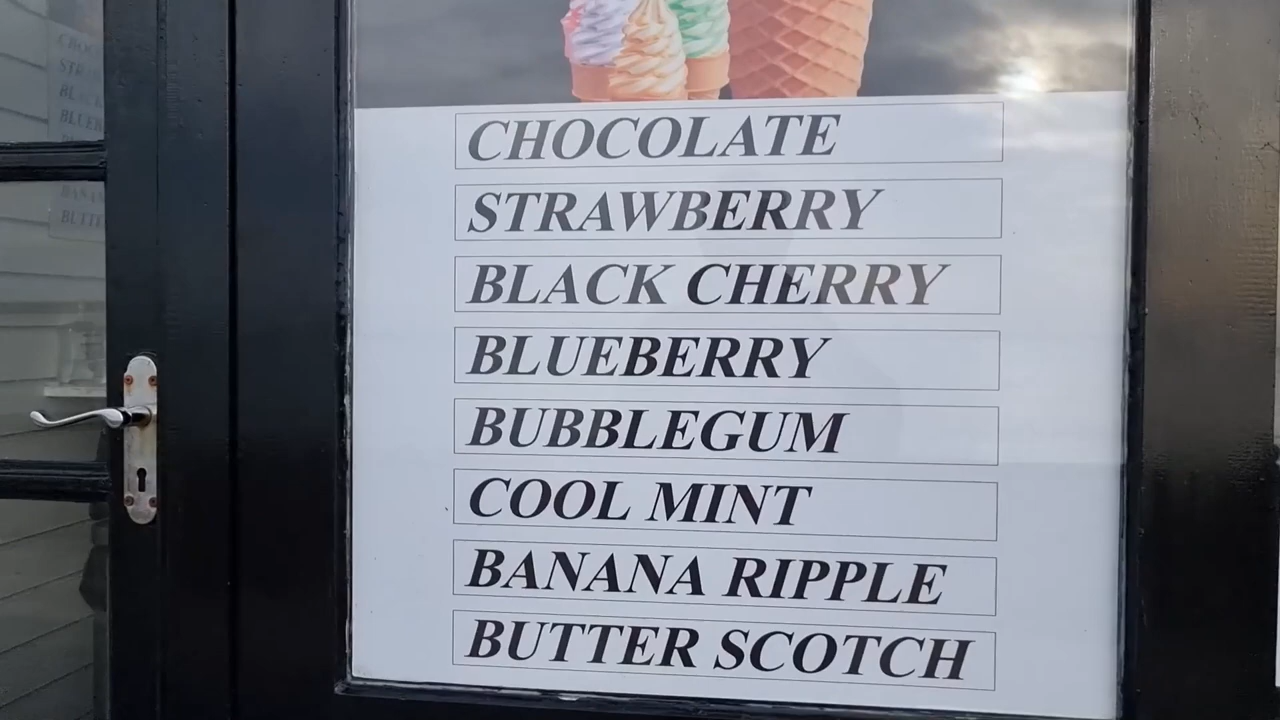 CHOCOLATE
STRAWBERRY
BLACK CHERRY
BLUEBERRY
BUBBLEGUM
COOL MINT
BANANA RIPPLE
BUTTER SCOTCH